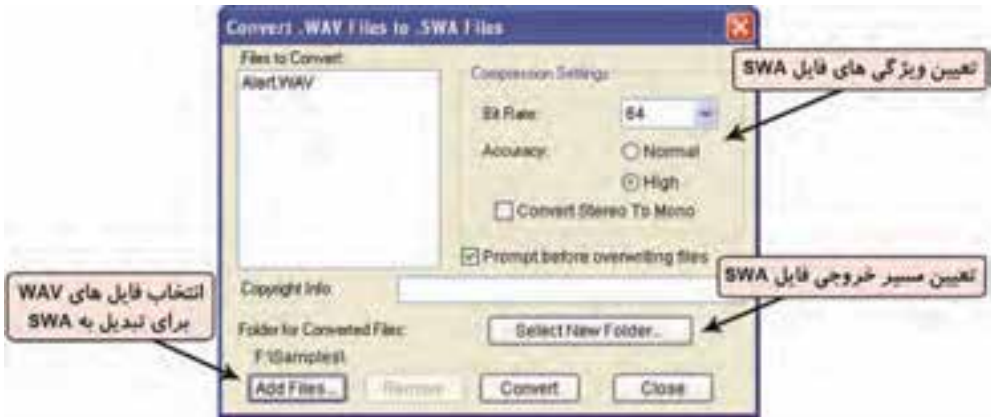 Convert .WAV Files to .SWA Files
Files to Convert:
Alert.WAV
Compression Settings
Bit Rate: 64
Accuracy: Normal
High
Convert Stereo To Mono
Prompt before overwriting files
Copyright Info:
Folder for Converted Files: Select New Folder...
F:\Samples\
Add Files... Remove Convert Close
تعیین ویژگی های فایل SWA
تعیین مسیر خروجی فایل SWA
انتخاب فایل های WAV
برای تبدیل به SWA